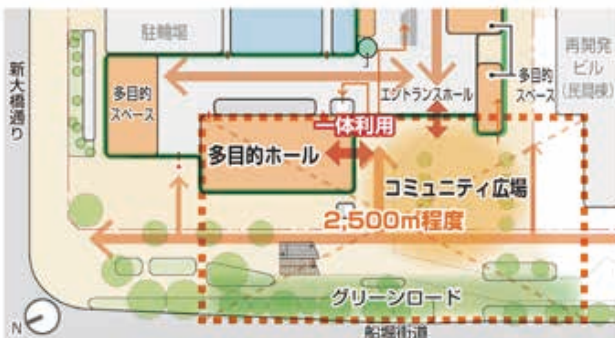 駐輪場
新大橋通り
多目的
スペース
エントランスホール
多目的
スペース
再開発
ビル
(民間棟)
一体利用
多目的ホール
コミュニティ広場
2,500㎡程度
グリーンロード
船堀街道
N